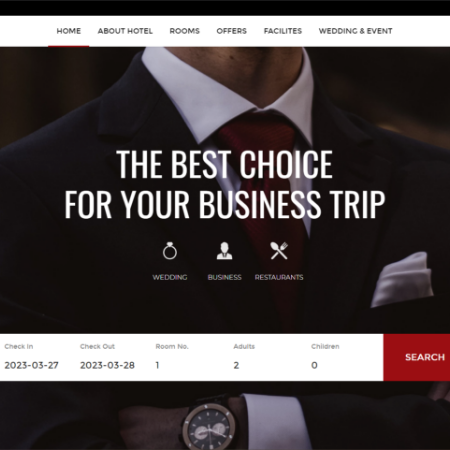 HOME ABOUT HOTEL ROOMS OFFERS FACILITES WEDDING & EVENT
THE BEST CHOICE
FOR YOUR BUSINESS TRIP
WEDDING BUSINESS RESTAURANTS
Check In Check Out Room No. Adults Children
2023-03-27 2023-03-28 1 2 0
SEARCH